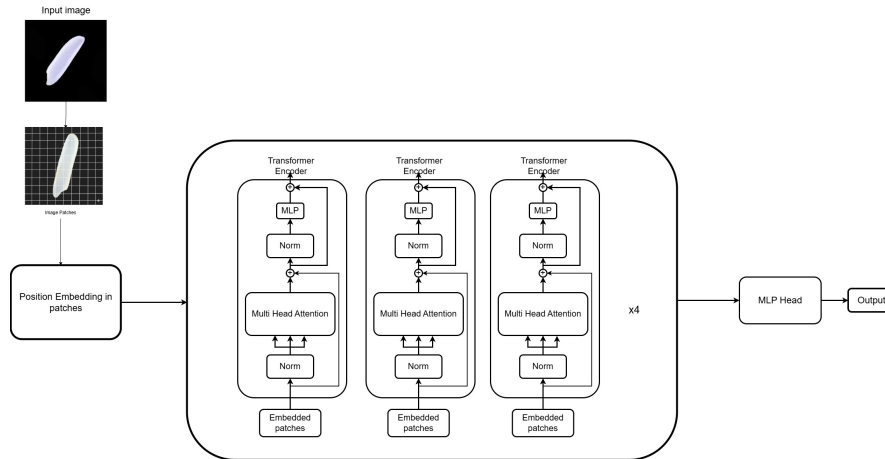 Input image
Image Patches
Position Embedding in
patches
Transformer
Encoder
MLP
Norm
Multi Head Attention
Norm
Embedded
patches
Transformer
Encoder
MLP
Norm
Multi Head Attention
Norm
Embedded
patches
Transformer
Encoder
MLP
Norm
Multi Head Attention
Norm
Embedded
patches
x4
MLP Head
Output